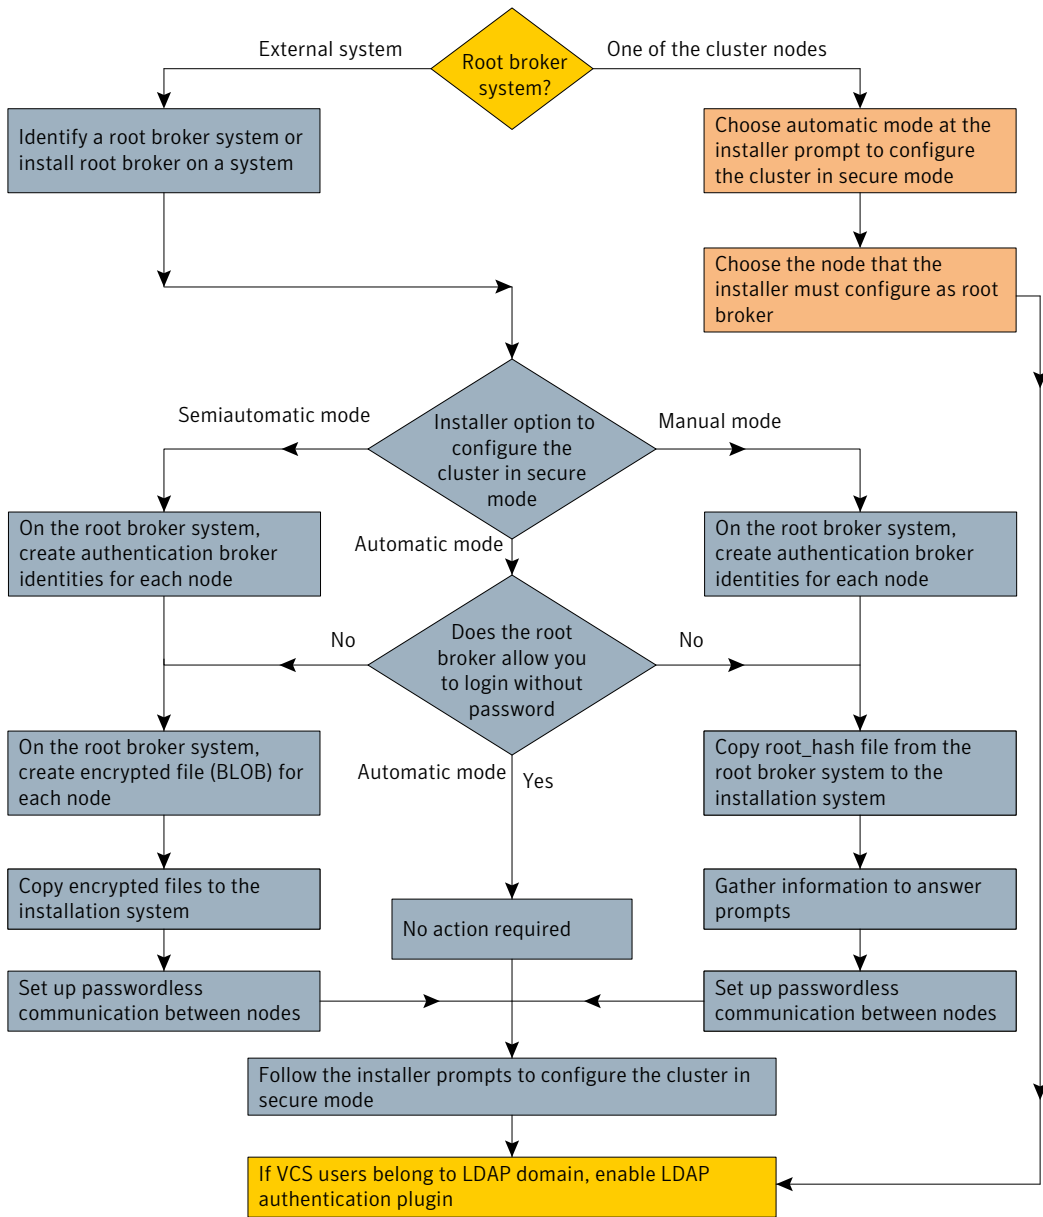 External system
Root broker
system?
One of the cluster nodes
Identify a root broker system or
install root broker on a system
Choose automatic mode at the
installer prompt to configure
the cluster in secure mode
Choose the node that the
installer must configure as root
broker
Semiautomatic mode
Installer option to
configure the
cluster in secure
mode
Manual mode
On the root broker system,
create authentication broker
identities for each node
Automatic mode
On the root broker system,
create authentication broker
identities for each node
No
Does the root
broker allow you
to login without
password
No
On the root broker system,
create encrypted file (BLOB) for
each node
Automatic mode
Yes
Copy root_hash file from the
root broker system to the
installation system
Copy encrypted files to the
installation system
No action required
Gather information to answer
prompts
Set up passwordless
communication between nodes
Set up passwordless
communication between nodes
Follow the installer prompts to configure the cluster in
secure mode
If VCS users belong to LDAP domain, enable LDAP
authentication plugin